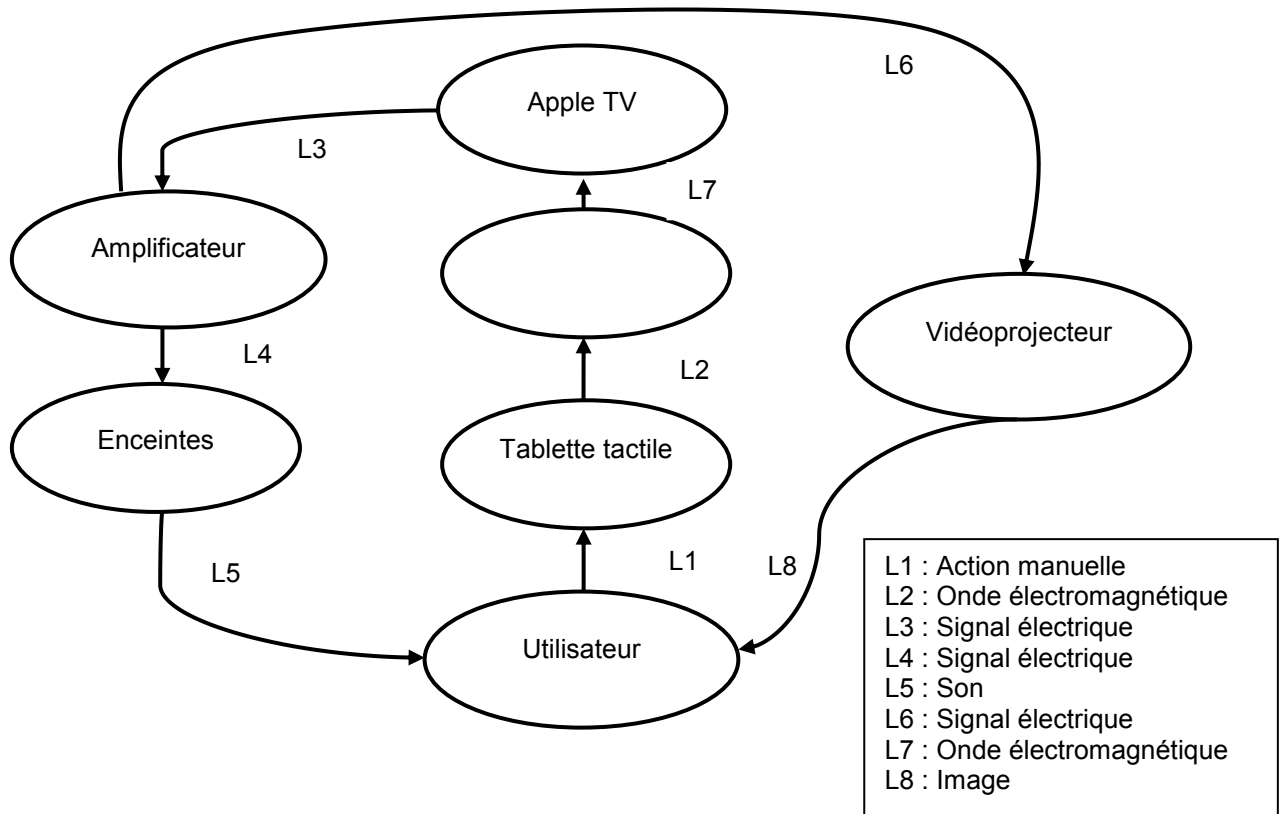 L6
Apple TV
L3
L7
Amplificateur
Vidéoprojecteur
L4
L2
Enceintes
Tablette tactile
L5
L1
L8
Utilisateur
L1 : Action manuelle
L2 : Onde électromagnétique
L3 : Signal électrique
L4 : Signal électrique
L5 : Son
L6 : Signal électrique
L7 : Onde électromagnétique
L8 : Image